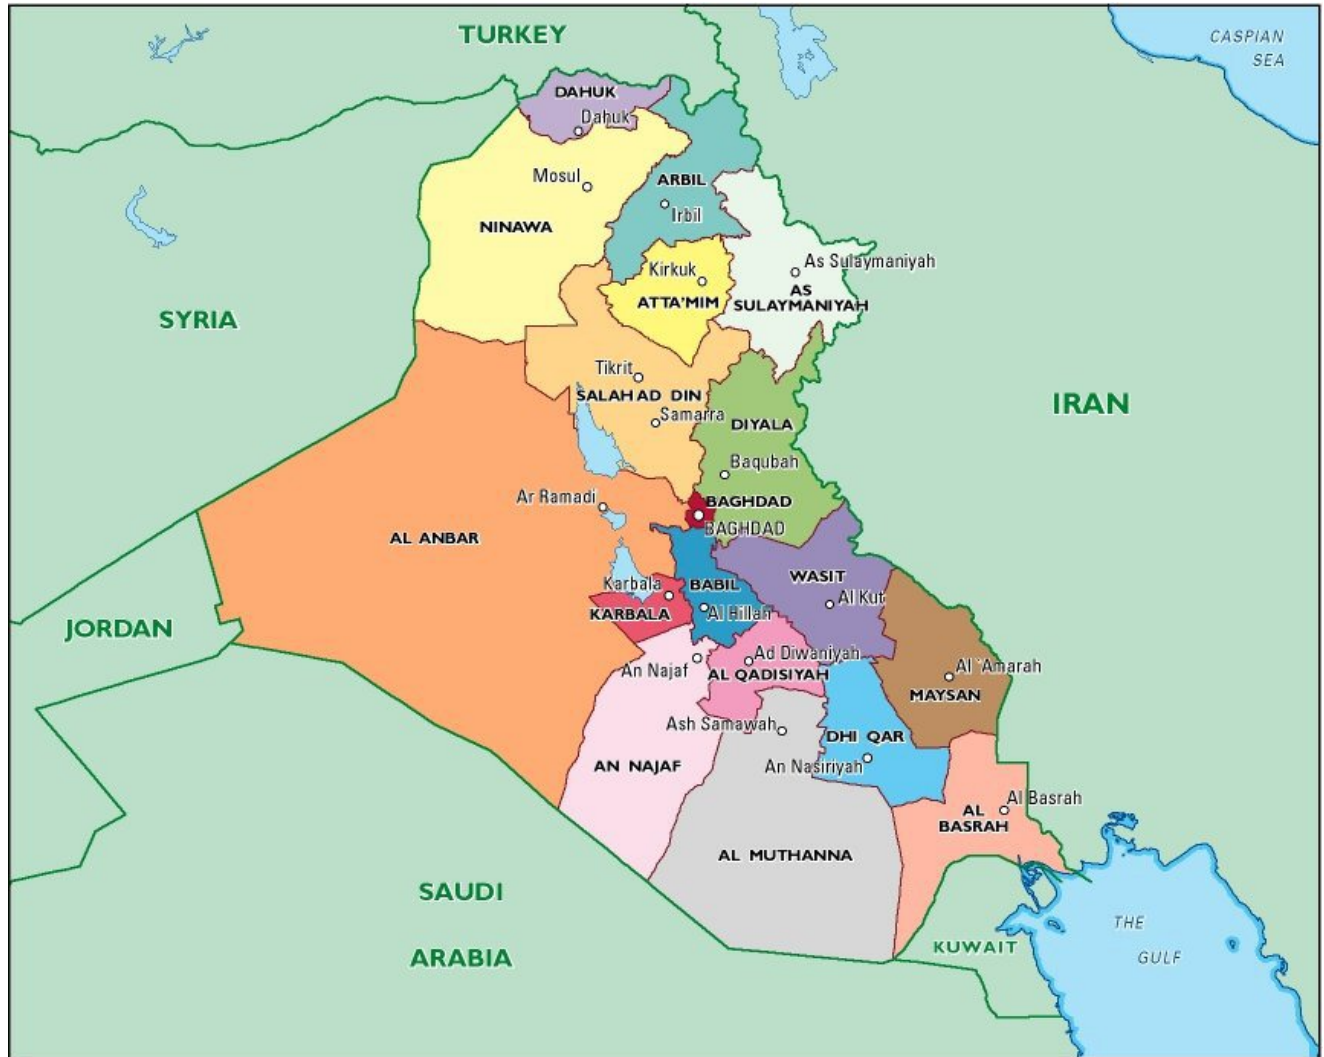 TURKEY
CASPIAN
SEA
DAHUK
Dahuk
Mosul
ARBIL
Irbil
NINAWA
As Sulaymaniyah
Kirkuk
AS
SULAYMANIYAH
ATTA'MIM
SYRIA
Tikrit
SALAH AD DIN
Samarra
IRAN
DIYALA
Baqubah
Ar Ramadi
BAGHDAD
BAGHDAD
AL ANBAR
WASIT
Karbala
BABIL
Al Kut
KARBALA
Al Hillah
JORDAN
Ad Diwaniyah
An Najaf
AL QADISIYAH
Al `Amarah
MAYSAN
Ash Samawah
DHI QAR
AN NAJAF
An Nasiriyah
Al Basrah
AL
BASRAH
AL MUTHANNA
SAUDI
ARABIA
KUWAIT
THE
GULF